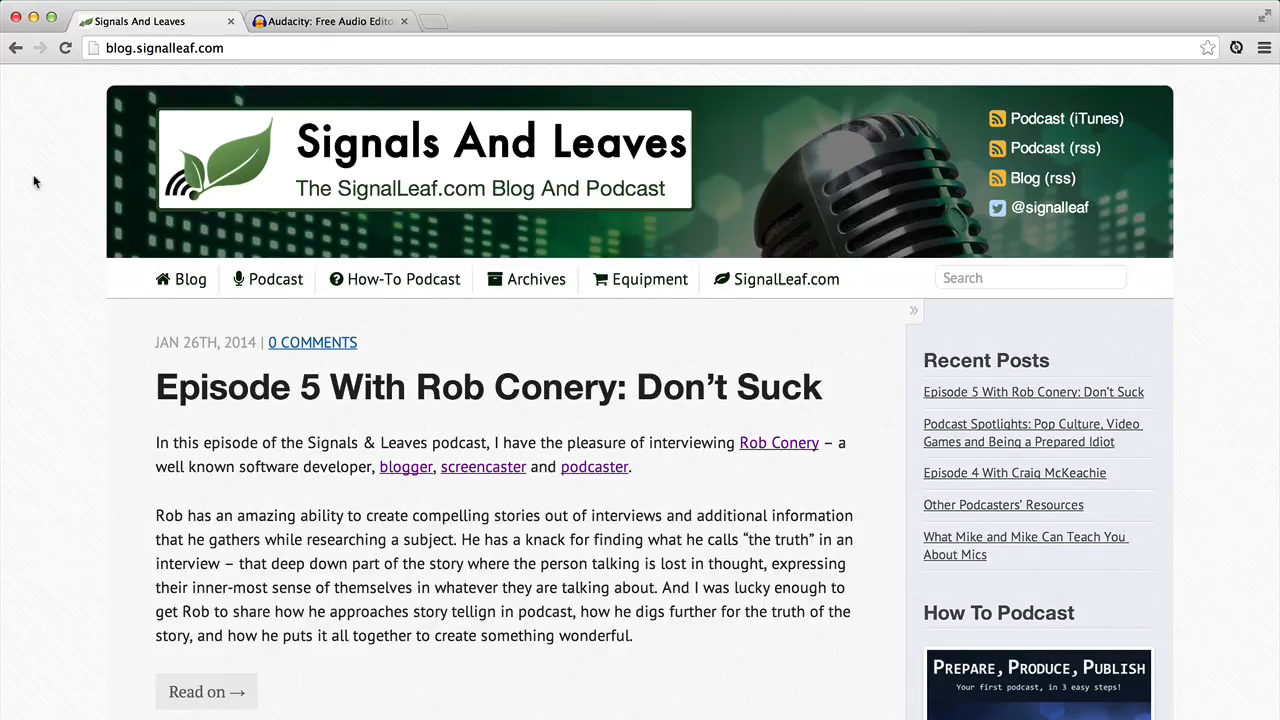 Signals And Leaves
Audacity: Free Audio Edito
blog.signalleaf.com
Signals And Leaves
The SignalLeaf.com Blog And Podcast
Podcast (iTunes)
Podcast (rss)
Blog (rss)
@signalleaf
Blog
Podcast
How-To Podcast
Archives
Equipment
SignalLeaf.com
Search
JAN 26TH, 2014 | 0 COMMENTS
Episode 5 With Rob Conery: Don’t Suck
In this episode of the Signals & Leaves podcast, I have the pleasure of interviewing Rob Conery – a
well known software developer, blogger, screencaster and podcaster.
Rob has an amazing ability to create compelling stories out of interviews and additional information
that he gathers while researching a subject. He has a knack for finding what he calls “the truth” in an
interview – that deep down part of the story where the person talking is lost in thought, expressing
their inner-most sense of themselves in whatever they are talking about. And I was lucky enough to
get Rob to share how he approaches story tellign in podcast, how he digs further for the truth of the
story, and how he puts it all together to create something wonderful.
Read on →
»
Recent Posts
Episode 5 With Rob Conery: Don’t Suck
Podcast Spotlights: Pop Culture, Video
Games and Being a Prepared Idiot
Episode 4 With Craig McKeachie
Other Podcasters’ Resources
What Mike and Mike Can Teach You
About Mics
How To Podcast
Prepare, Produce, Publish
Your first podcast, in 3 easy steps!